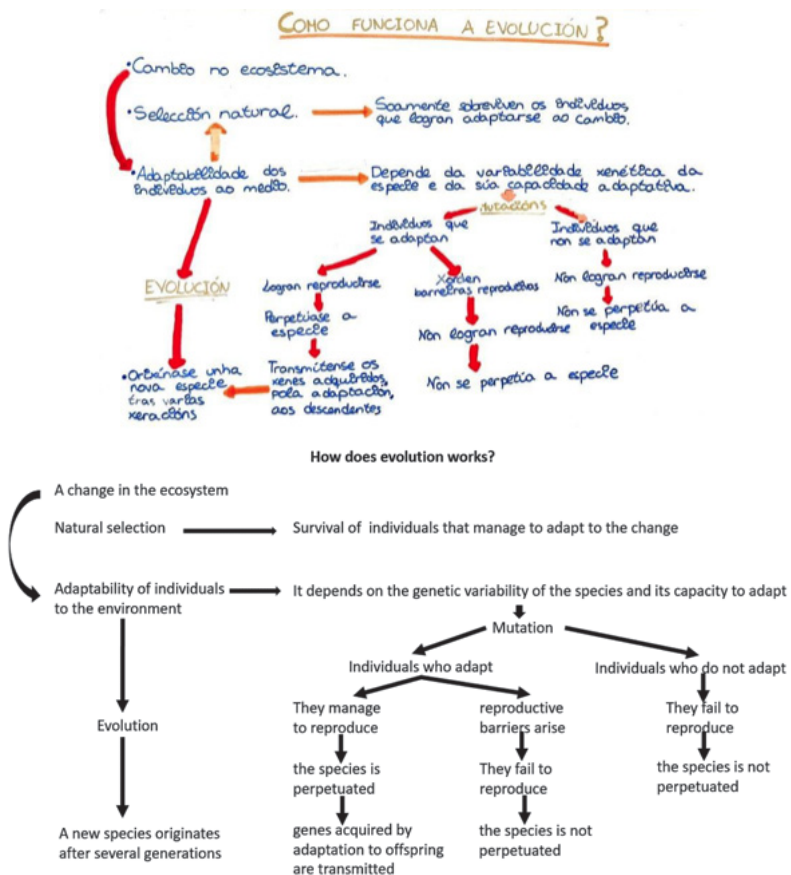 COMO FUNCIONA A EVOLUCIÓN?
•Cambio no ecosistema.
•Selección natural.
Soamente sobreviven os individuos,
que logran adaptarse ao cambio.
•Adaptabilidade dos
individuos ao medio.
Depende da variabilidade xenética da
especie e da súa capacidade adaptativa.
Mutacións
Individuos que
se adaptan
Individuos que
non se adaptan
EVOLUCIÓN
Logran reproducirse
Xorden
barreiras reprodutivas
Non logran reproducirse
Perpetúase a
especie
Non logran reproducirse
Non se perpetúa a
especie
•Orixínase unha
nova especie
tras varias
xeracións
Transmítense os
xenes adquiridos,
pola adaptación,
aos descendentes
Non se perpetúa a especie
How does evolution works?
A change in the ecosystem
Natural selection
Survival of individuals that manage to adapt to the change
Adaptability of individuals
to the environment
It depends on the genetic variability of the species and its capacity to adapt
Mutation
Individuals who adapt
Individuals who do not adapt
They manage
to reproduce
reproductive
barriers arise
They fail to
reproduce
Evolution
the species is
perpetuated
They fail to
reproduce
the species is not
perpetuated
A new species originates
after several generations
genes acquired by
adaptation to offspring
are transmitted
the species is not
perpetuated